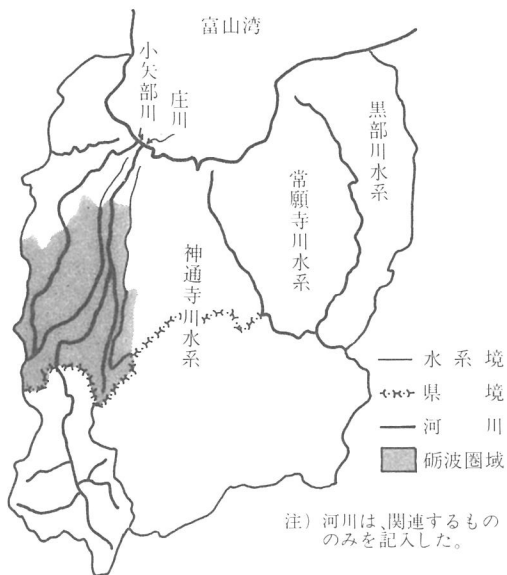 富山湾
小矢部川
庄川
黒部川水系
常願寺川水系
神通寺川水系
水系境
県境
河川
砺波圏域
注）河川は、関連するもの
のみを記入した。